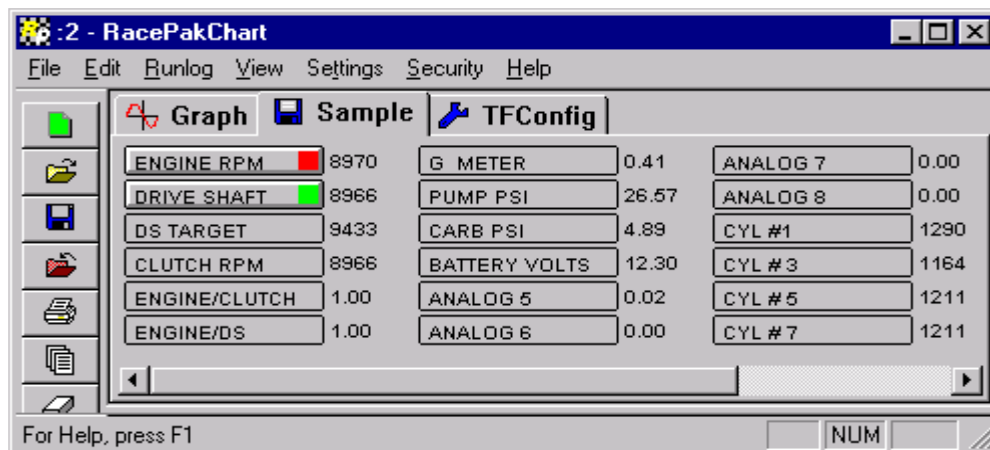 :2 - RacePakChart
File Edit Runlog View Settings Security Help
Graph Sample TFConfig
ENGINE RPM 8970 G METER 0.41 ANALOG 7 0.00
DRIVE SHAFT 8966 PUMP PSI 26.57 ANALOG 8 0.00
DS TARGET 9433 CARB PSI 4.89 CYL #1 1290
CLUTCH RPM 8966 BATTERY VOLTS 12.30 CYL #3 1164
ENGINE/CLUTCH 1.00 ANALOG 5 0.02 CYL #5 1211
ENGINE/DS 1.00 ANALOG 6 0.00 CYL #7 1211
For Help, press F1 NUM